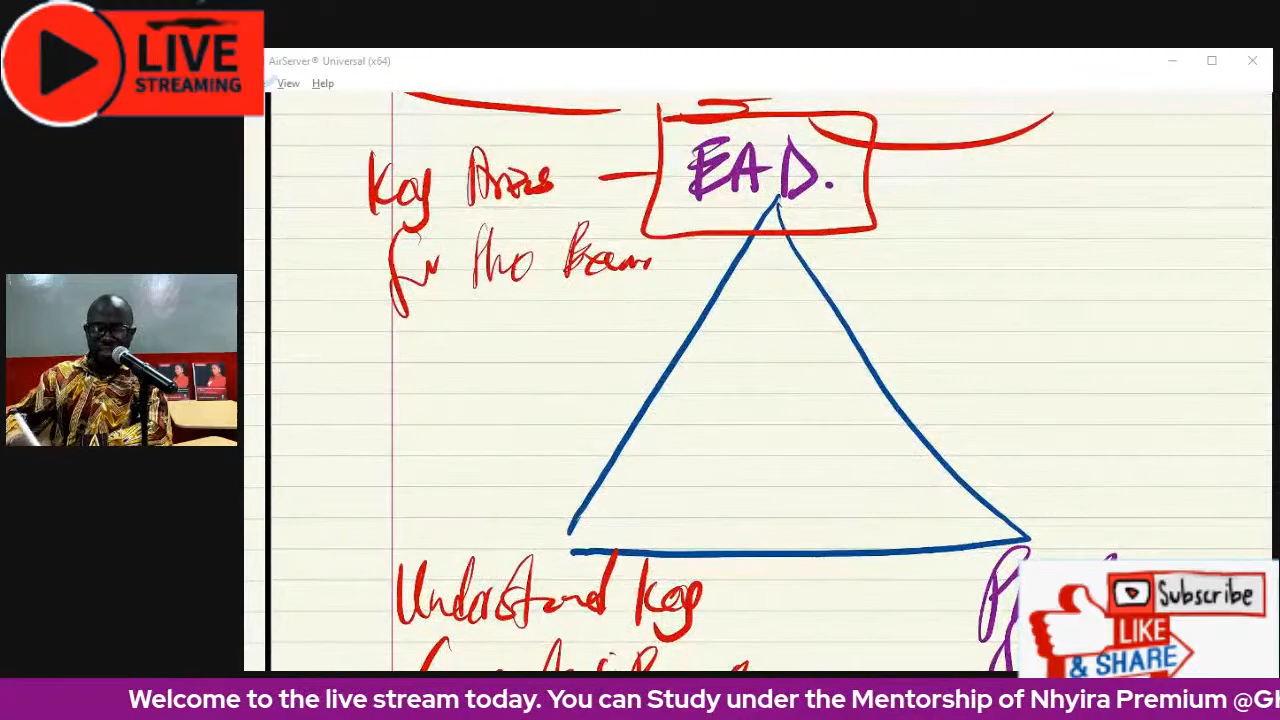 LIVE
STREAMING
AirServer® Universal (x64)
View Help
EAD.
Key Areas
for the Exam
Understand Key
Subscribe
LIKE
& SHARE
Welcome to the live stream today. You can Study under the Mentorship of Nhyira Premium @G